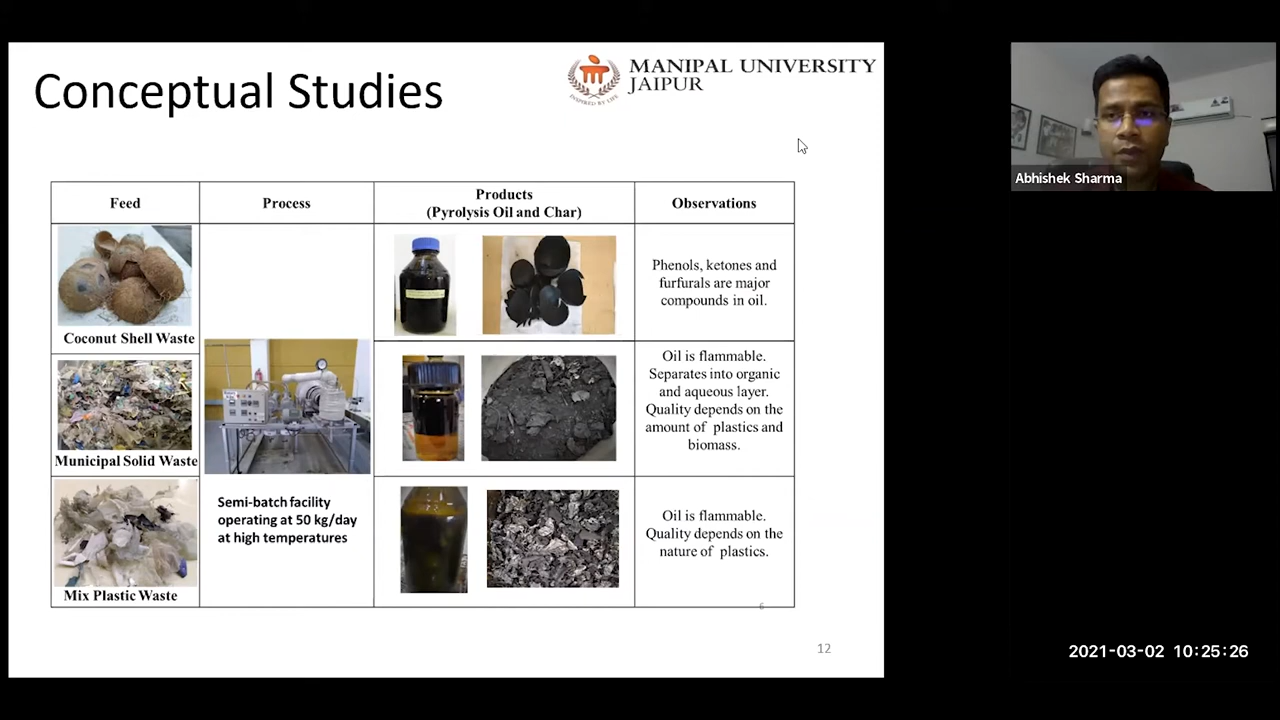 Conceptual Studies
MANIPAL UNIVERSITY
JAIPUR
INSPIRED BY LIFE
Abhishek Sharma
Feed
Process
Products
(Pyrolysis Oil and Char)
Observations
Coconut Shell Waste
Phenols, ketones and
furfurals are major
compounds in oil.
Municipal Solid Waste
Oil is flammable.
Separates into organic
and aqueous layer.
Quality depends on the
amount of plastics and
biomass.
Semi-batch facility
operating at 50 kg/day
at high temperatures
Mix Plastic Waste
Oil is flammable.
Quality depends on the
nature of plastics.
6
12
2021-03-02 10:25:26